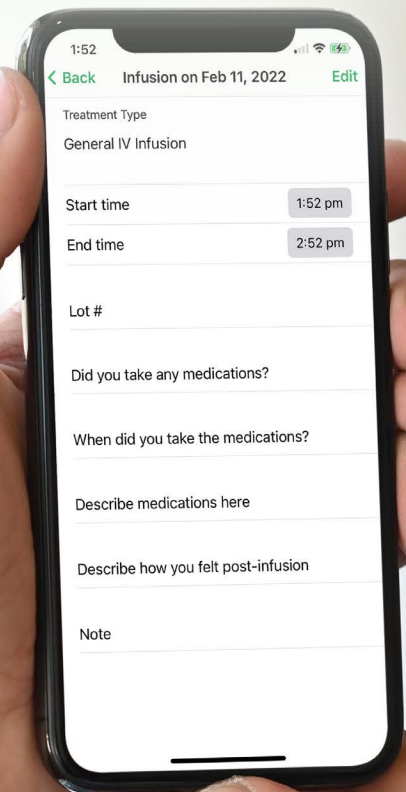 1:52
Back Infusion on Feb 11, 2022 Edit
Treatment Type
General IV Infusion
Start time 1:52 pm
End time 2:52 pm
Lot #
Did you take any medications?
When did you take the medications?
Describe medications here
Describe how you felt post-infusion
Note